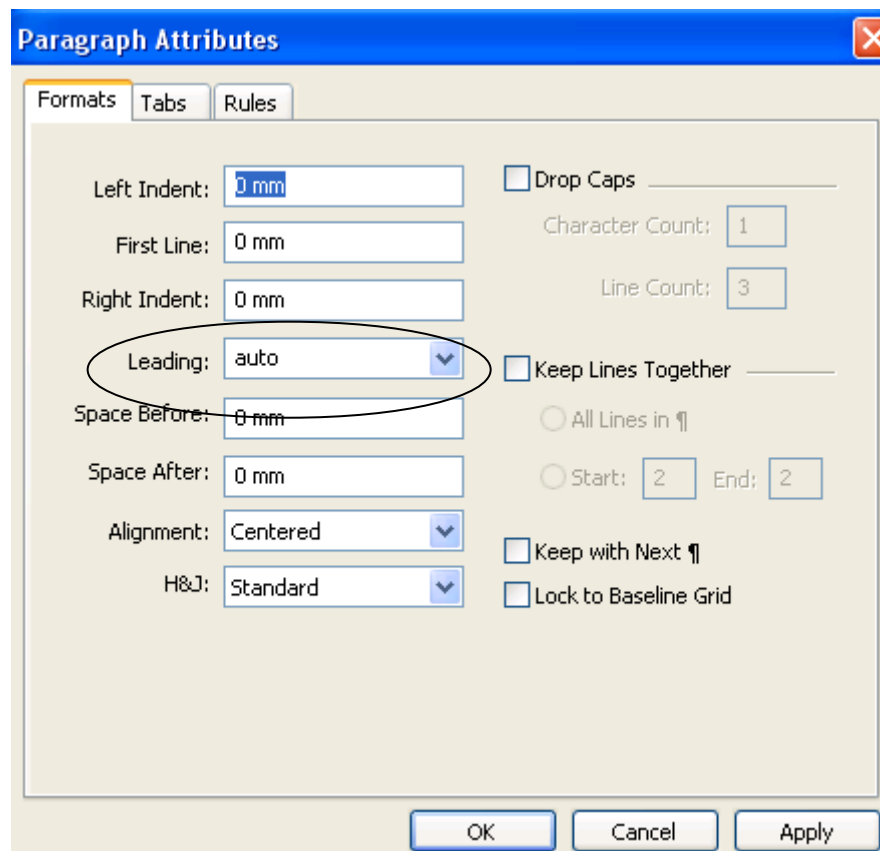 Paragraph Attributes
Formats Tabs Rules
Left Indent: 0 mm
First Line: 0 mm
Right Indent: 0 mm
Leading: auto
Space Before: 0 mm
Space After: 0 mm
Alignment: Centered
H&J: Standard
Drop Caps
Character Count: 1
Line Count: 3
Keep Lines Together
All Lines in ¶
Start: 2 End: 2
Keep with Next ¶
Lock to Baseline Grid
OK Cancel Apply